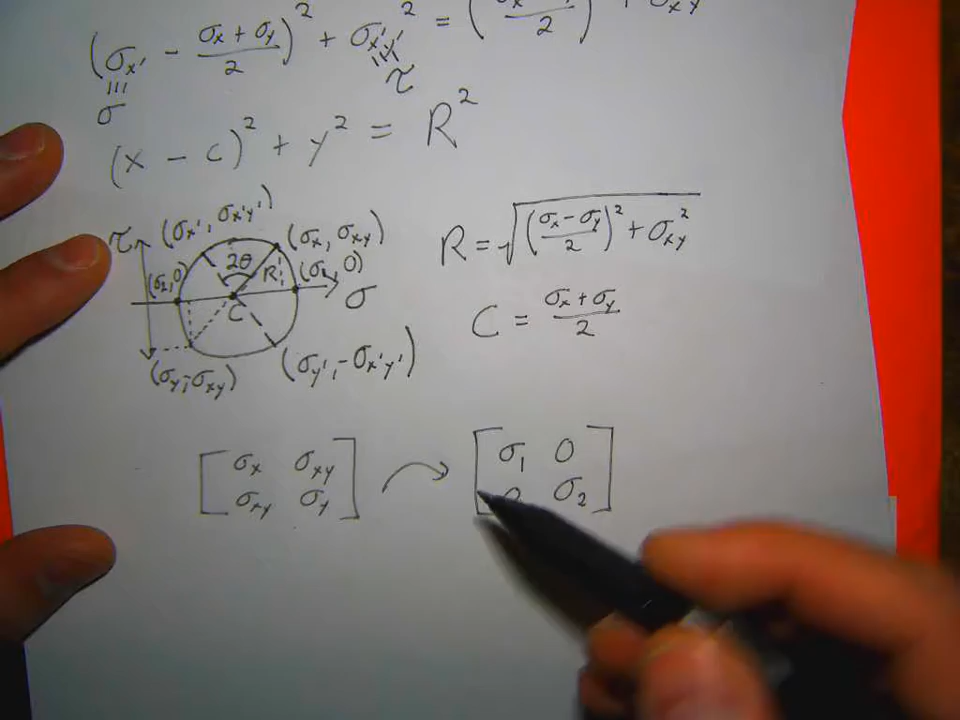 (σx' - (σx + σy)/2)² + σx'y'² = ( /2)² + σxy
≡ ≡
σ τ
(x - c)² + y² = R²
(σx', σx'y')
τ (σx, σxy)
2θ R (σ1, 0)
(σ2, 0) C σ
(σy, -σxy) (σy', -σx'y')
R = √(((σx - σy)/2)² + σxy²)
C = (σx + σy)/2
[σx σxy] → [σ1 0]
[σxy σy] [0 σ2]